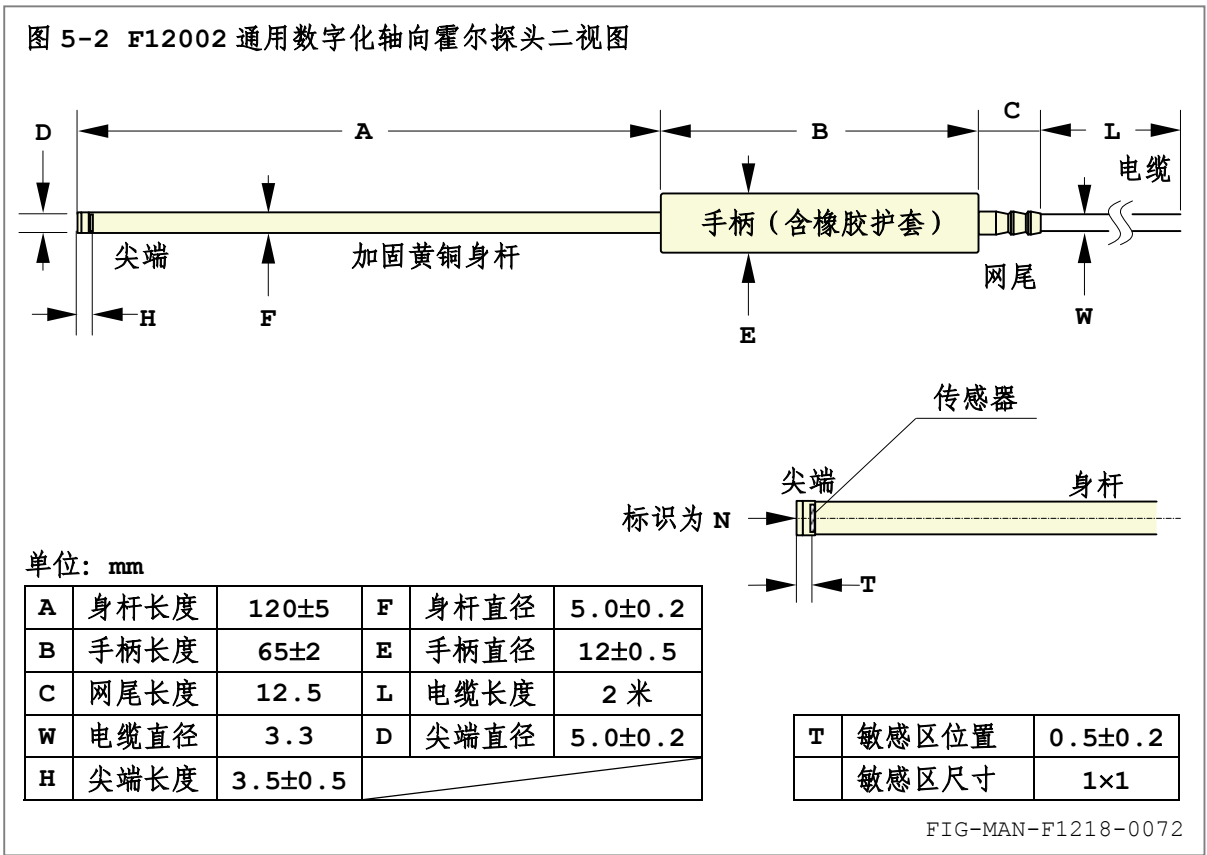 图 5-2 F12002 通用数字化轴向霍尔探头二视图
D
A
B
C
L
电缆
手柄（含橡胶护套）
尖端
加固黄铜身杆
网尾
H
F
E
W
传感器
尖端
身杆
标识为 N
T
单位: mm
A 身杆长度 120±5 F 身杆直径 5.0±0.2
B 手柄长度 65±2 E 手柄直径 12±0.5
C 网尾长度 12.5 L 电缆长度 2 米
W 电缆直径 3.3 D 尖端直径 5.0±0.2
H 尖端长度 3.5±0.5
T 敏感区位置 0.5±0.2
敏感区尺寸 1×1
FIG-MAN-F1218-0072